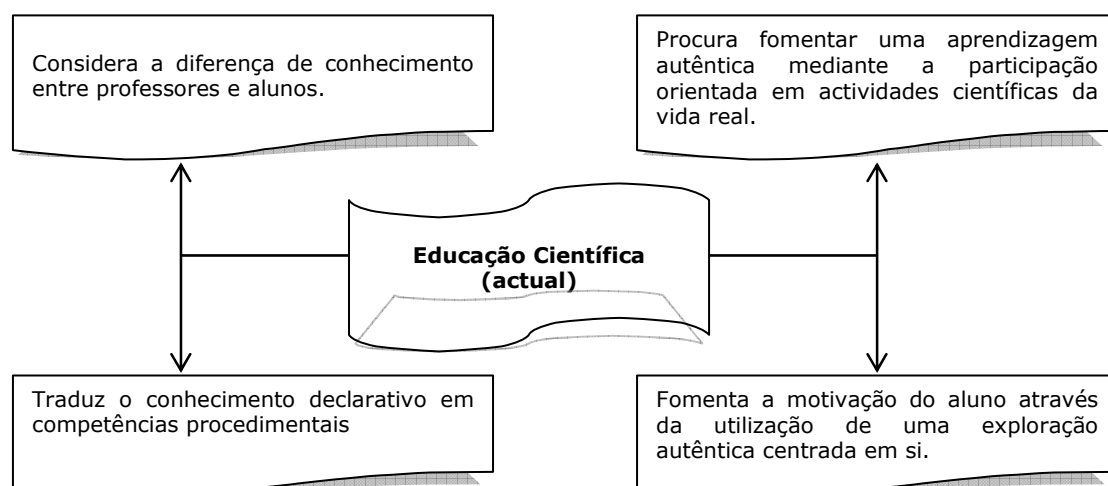 Considera a diferença de conhecimento
entre professores e alunos.
Procura fomentar uma aprendizagem
autêntica mediante a participação
orientada em actividades científicas da
vida real.
Educação Científica
(actual)
Traduz o conhecimento declarativo em
competências procedimentais
Fomenta a motivação do aluno através
da utilização de uma exploração
autêntica centrada em si.